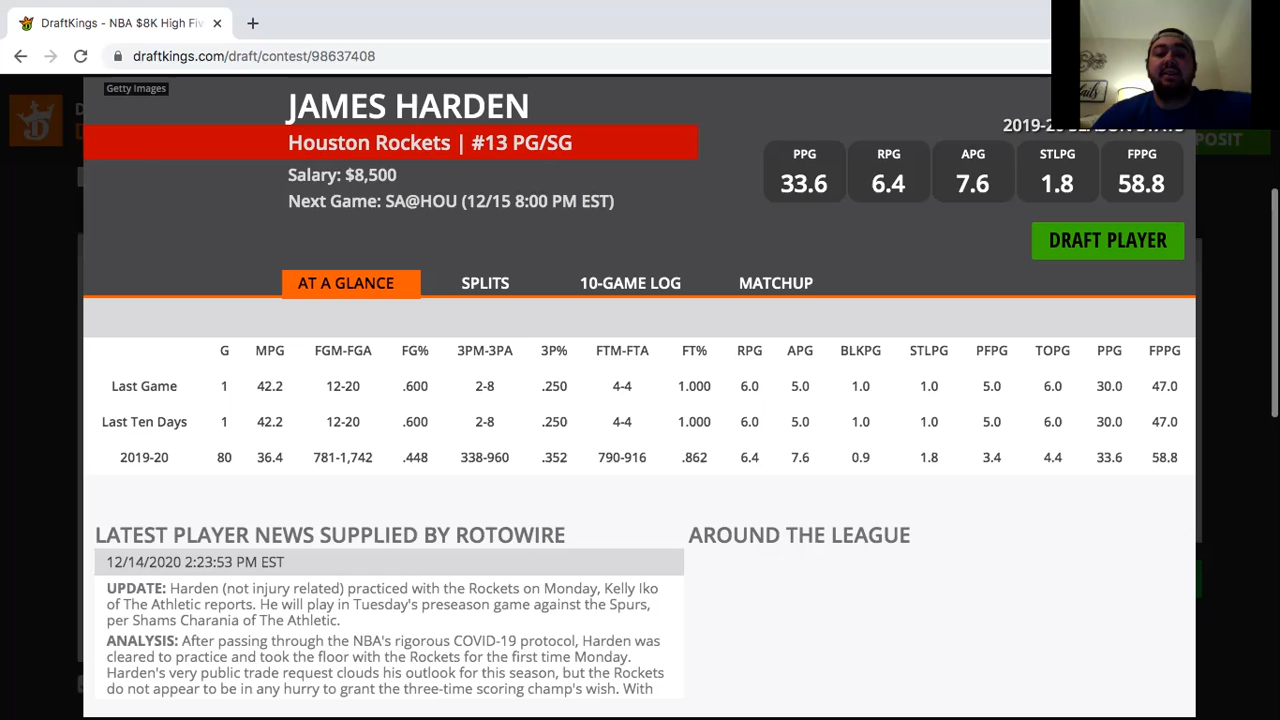 DraftKings - NBA $8K High Fiv
draftkings.com/draft/contest/98637408
Getty Images
JAMES HARDEN
Houston Rockets | #13 PG/SG
Salary: $8,500
Next Game: SA@HOU (12/15 8:00 PM EST)
PPG RPG APG STLPG FPPG
33.6 6.4 7.6 1.8 58.8
DRAFT PLAYER
AT A GLANCE SPLITS 10-GAME LOG MATCHUP
G MPG FGM-FGA FG% 3PM-3PA 3P% FTM-FTA FT% RPG APG BLKPG STLPG PFPG TOPG PPG FPPG
Last Game 1 42.2 12-20 .600 2-8 .250 4-4 1.000 6.0 5.0 1.0 1.0 5.0 6.0 30.0 47.0
Last Ten Days 1 42.2 12-20 .600 2-8 .250 4-4 1.000 6.0 5.0 1.0 1.0 5.0 6.0 30.0 47.0
2019-20 80 36.4 781-1,742 .448 338-960 .352 790-916 .862 6.4 7.6 0.9 1.8 3.4 4.4 33.6 58.8
LATEST PLAYER NEWS SUPPLIED BY ROTOWIRE
12/14/2020 2:23:53 PM EST
UPDATE: Harden (not injury related) practiced with the Rockets on Monday, Kelly Iko
of The Athletic reports. He will play in Tuesday's preseason game against the Spurs,
per Shams Charania of The Athletic.
ANALYSIS: After passing through the NBA's rigorous COVID-19 protocol, Harden was
cleared to practice and took the floor with the Rockets for the first time Monday.
Harden's very public trade request clouds his outlook for this season, but the Rockets
do not appear to be in any hurry to grant the three-time scoring champ's wish. With
AROUND THE LEAGUE